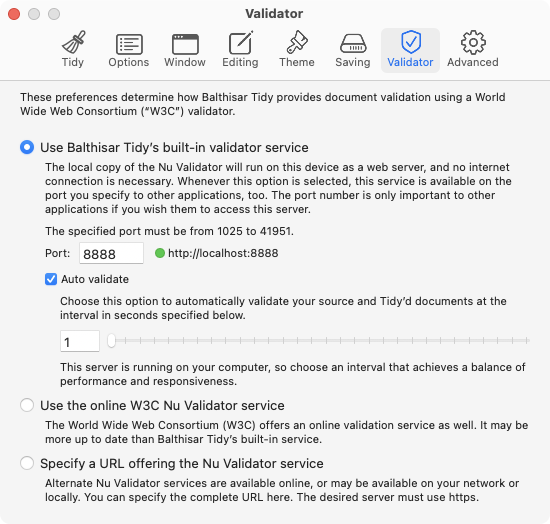 Validator
Tidy Options Window Editing Theme Saving Validator Advanced
These preferences determine how Balthisar Tidy provides document validation using a World
Wide Web Consortium (“W3C”) validator.
Use Balthisar Tidy’s built-in validator service
The local copy of the Nu Validator will run on this device as a web server, and no internet
connection is necessary. Whenever this option is selected, this service is available on the
port you specify to other applications, too. The port number is only important to other
applications if you wish them to access this server.
The specified port must be from 1025 to 41951.
Port: 8888 http://localhost:8888
Auto validate
Choose this option to automatically validate your source and Tidy’d documents at the
interval in seconds specified below.
1
This server is running on your computer, so choose an interval that achieves a balance of
performance and responsiveness.
Use the online W3C Nu Validator service
The World Wide Web Consortium (W3C) offers an online validation service as well. It may be
more up to date than Balthisar Tidy’s built-in service.
Specify a URL offering the Nu Validator service
Alternate Nu Validator services are available online, or may be available on your network or
locally. You can specify the complete URL here. The desired server must use https.